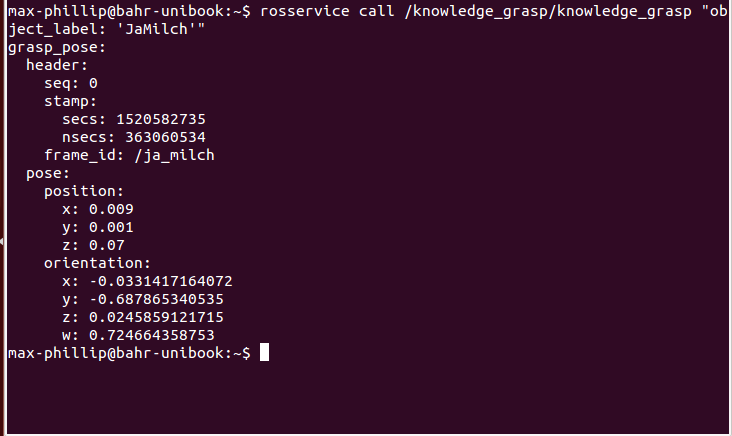 max-phillip@bahr-unibook:~$ rosservice call /knowledge_grasp/knowledge_grasp "ob
ject_label: 'JaMilch'"
grasp_pose:
  header:
    seq: 0
    stamp:
      secs: 1520582735
      nsecs: 363060534
    frame_id: /ja_milch
  pose:
    position:
      x: 0.009
      y: 0.001
      z: 0.07
    orientation:
      x: -0.0331417164072
      y: -0.687865340535
      z: 0.0245859121715
      w: 0.724664358753
max-phillip@bahr-unibook:~$